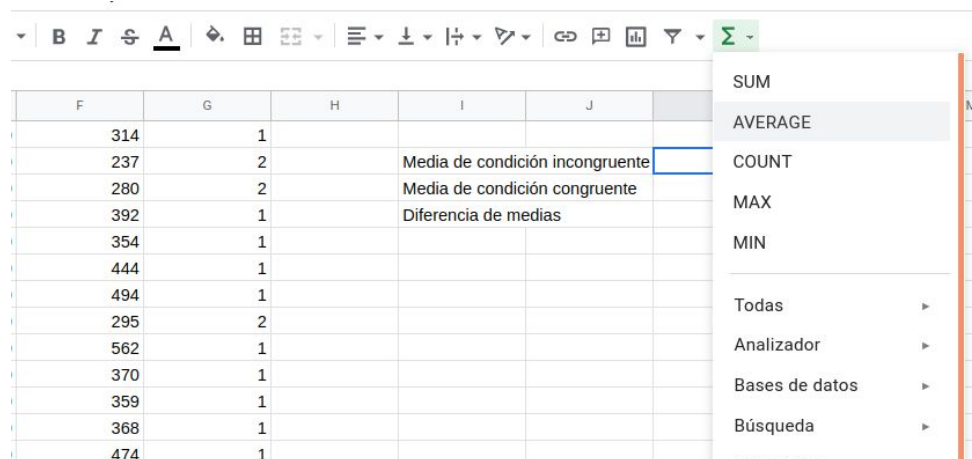 B I S A Σ
SUM
F G H I J
AVERAGE
314 1
237 2 Media de condición incongruente
COUNT
280 2 Media de condición congruente
MAX
392 1 Diferencia de medias
354 1
MIN
444 1
494 1
295 2
Todas
562 1
Analizador
370 1
Bases de datos
359 1
368 1
Búsqueda
474 1